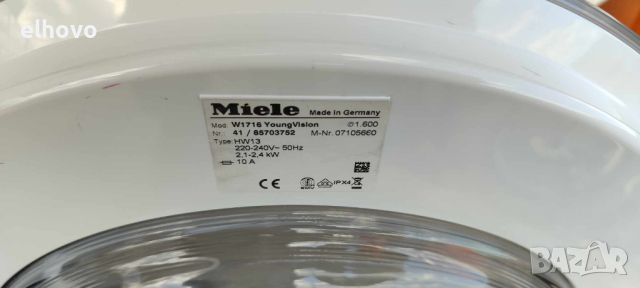 elhovo
Miele Made in Germany
Mod. W1716 YoungVision 1.600
Nr.: 41 / 85703752 M-Nr. 07105660
Type: HW13
220-240V~ 50Hz
2,1-2,4 kW
10 A
CE IPX4
BAZAR